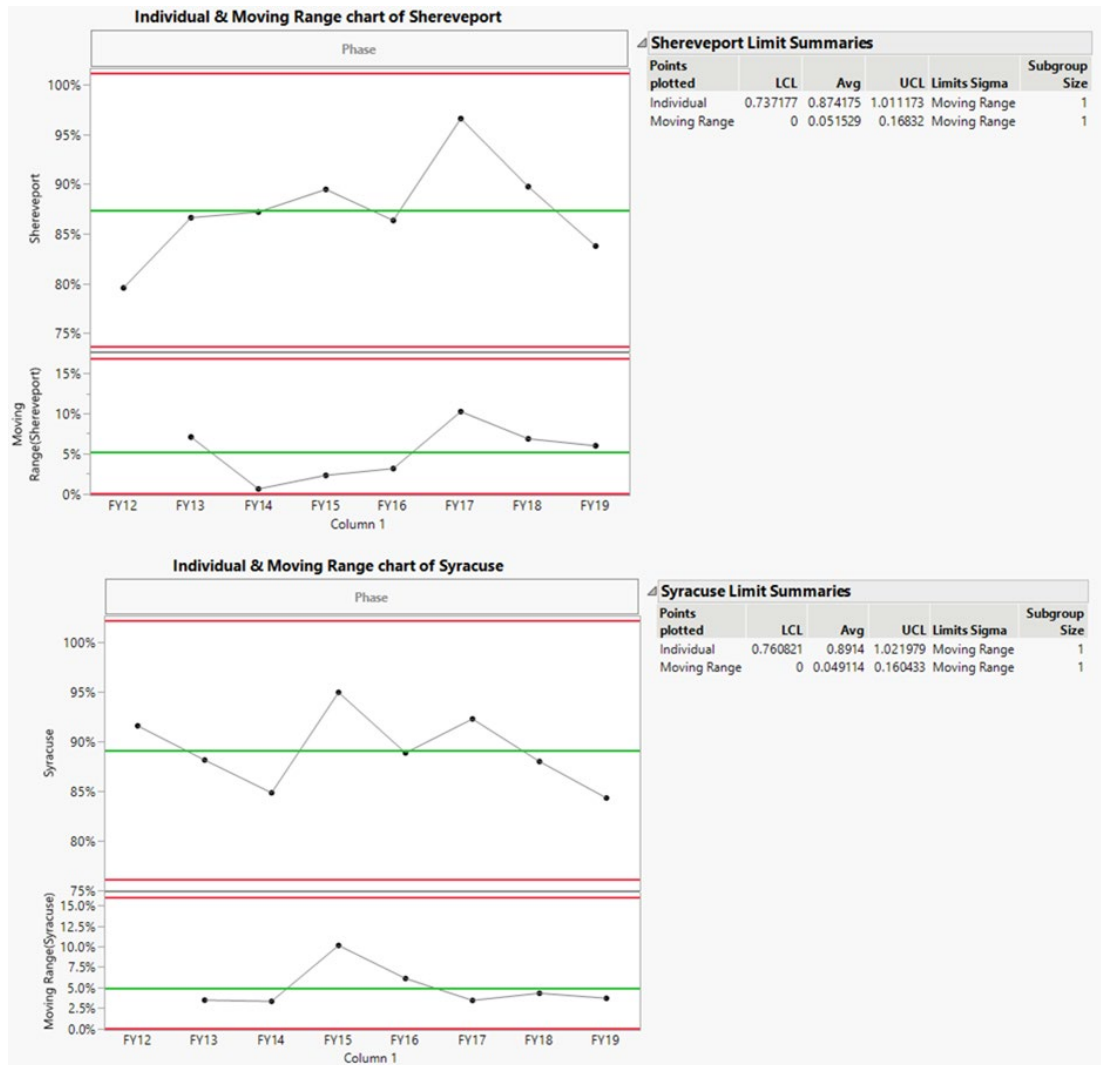 Individual & Moving Range chart of Shereveport
Phase
100%
95%
90%
85%
80%
75%
Shereveport
15%
10%
5%
0%
Moving
Range(Shereveport)
FY12 FY13 FY14 FY15 FY16 FY17 FY18 FY19
Column 1
Shereveport Limit Summaries
Points Subgroup
plotted LCL Avg UCL Limits Sigma Size
Individual 0.737177 0.874175 1.011173 Moving Range 1
Moving Range 0 0.051529 0.16832 Moving Range 1
Individual & Moving Range chart of Syracuse
Phase
100%
95%
90%
85%
80%
75%
Syracuse
15.0%
12.5%
10.0%
7.5%
5.0%
2.5%
0.0%
Moving Range(Syracuse)
FY12 FY13 FY14 FY15 FY16 FY17 FY18 FY19
Column 1
Syracuse Limit Summaries
Points Subgroup
plotted LCL Avg UCL Limits Sigma Size
Individual 0.760821 0.8914 1.021979 Moving Range 1
Moving Range 0 0.049114 0.160433 Moving Range 1